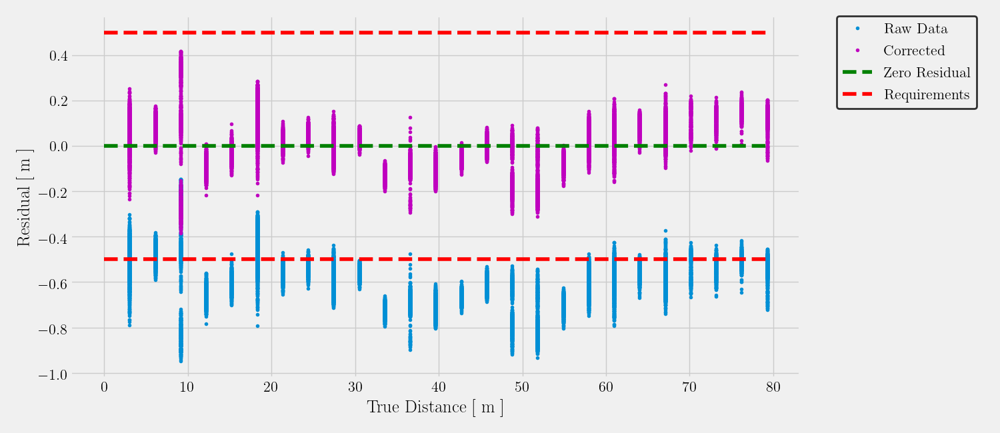 Raw Data
Corrected
Zero Residual
Requirements
0.4
0.2
0.0
−0.2
−0.4
−0.6
−0.8
−1.0
Residual [ m ]
0 10 20 30 40 50 60 70 80
True Distance [ m ]